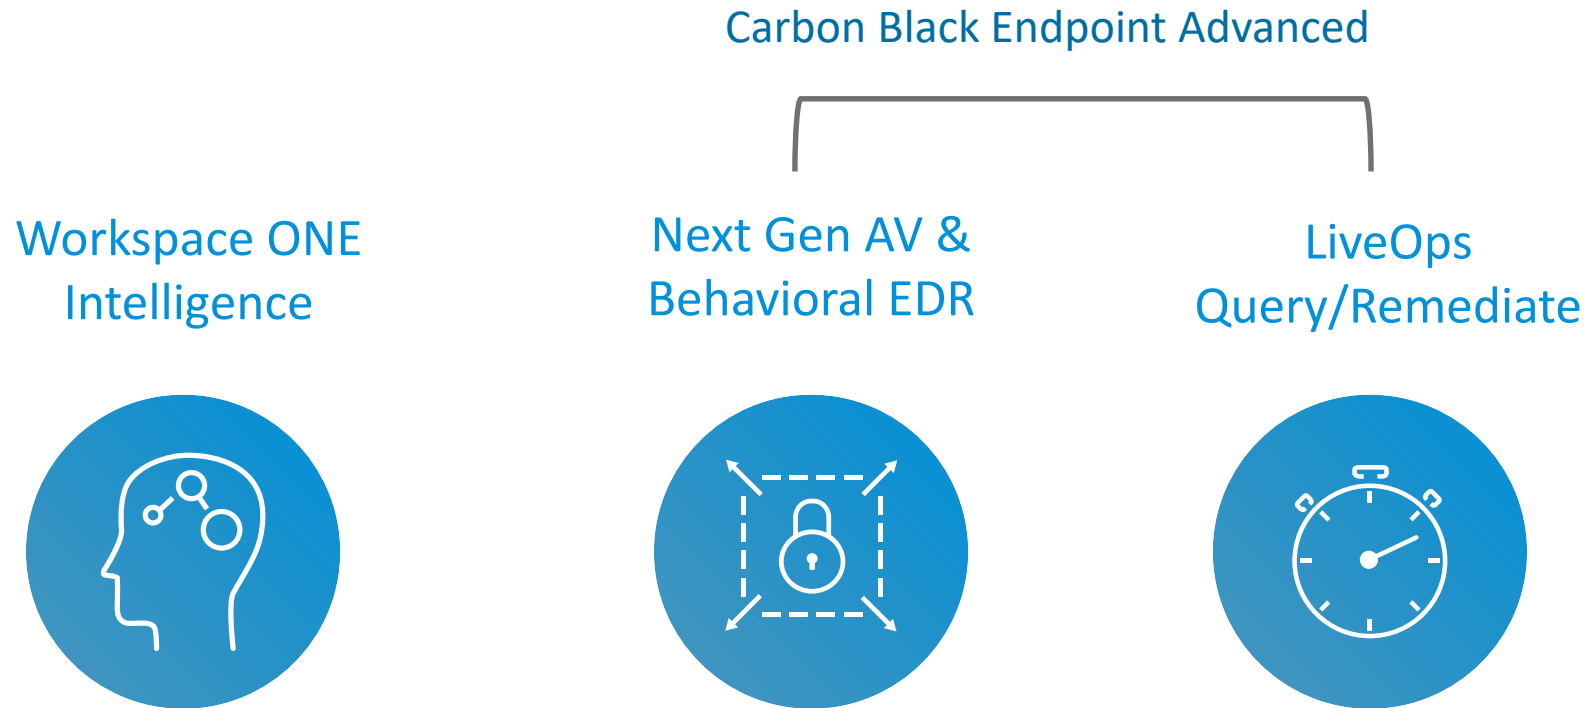 Carbon Black Endpoint Advanced
Workspace ONE
Intelligence
Next Gen AV &
Behavioral EDR
LiveOps
Query/Remediate